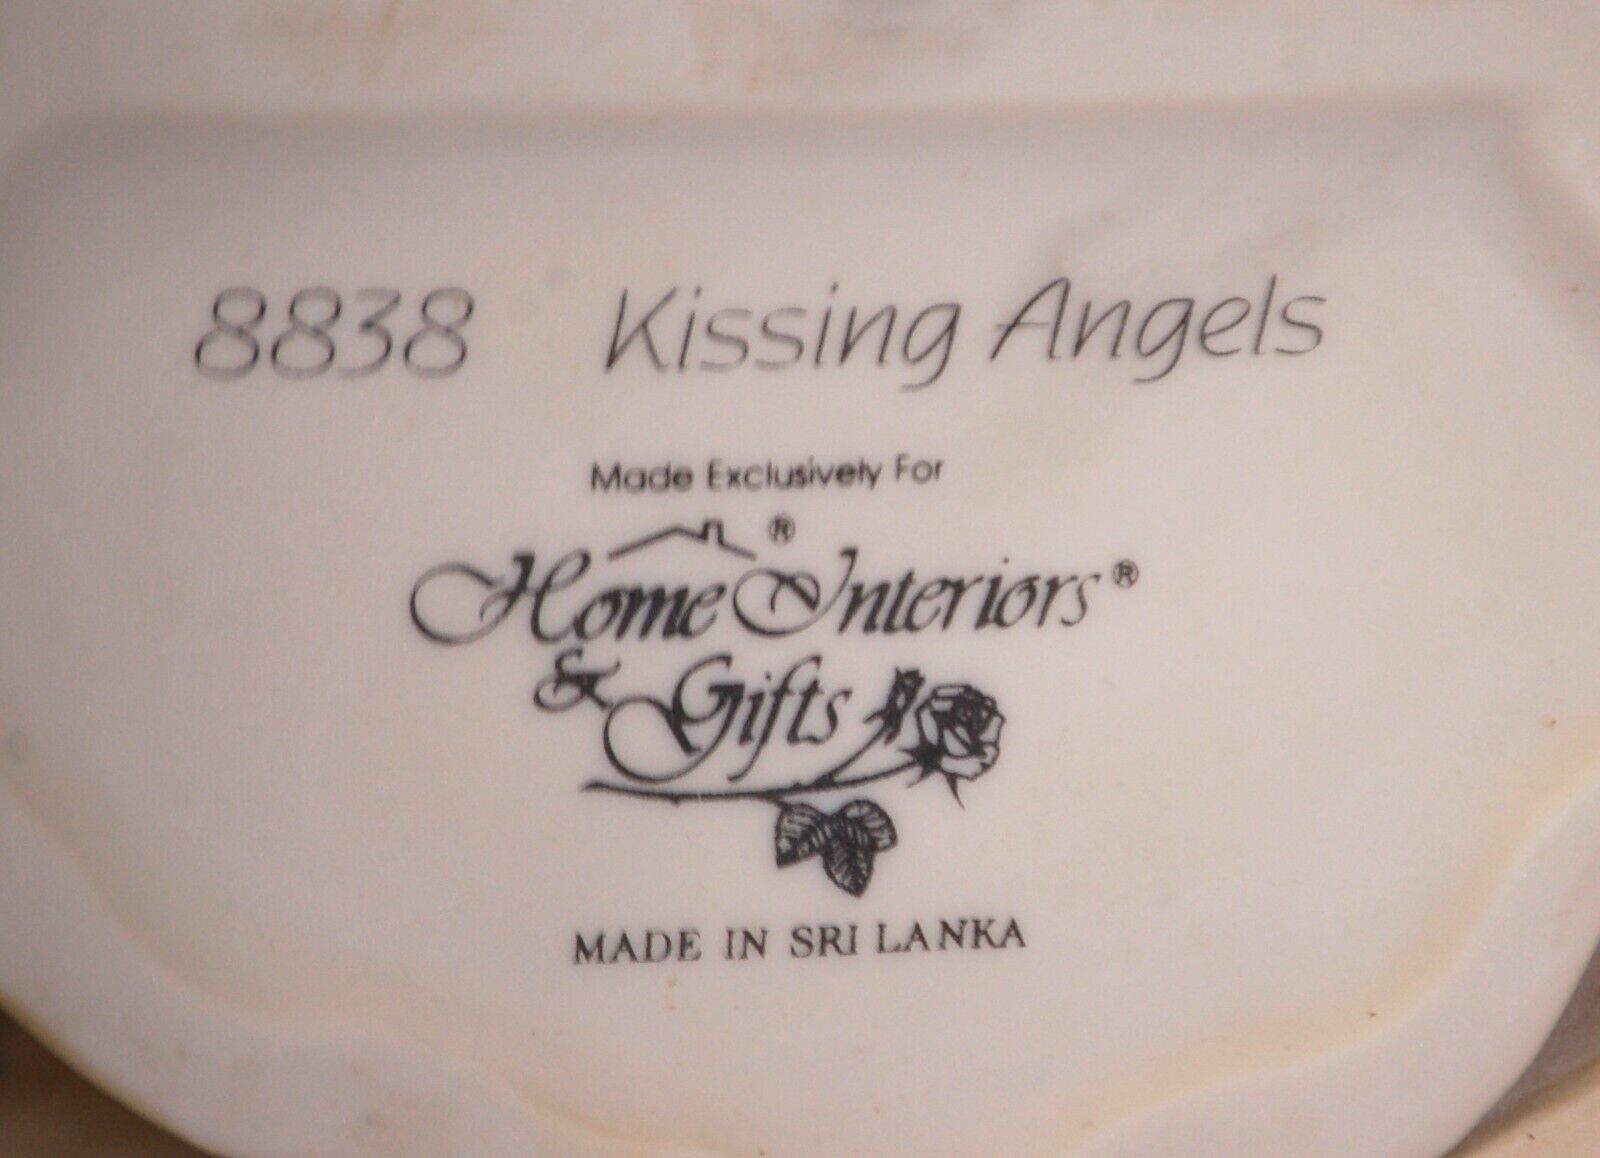 8838 Kissing Angels
Made Exclusively For
Home Interiors®
& Gifts
MADE IN SRI LANKA